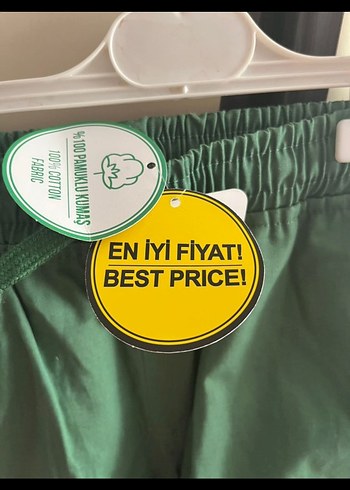 %100 PAMUKLU KUMAŞ
100% COTTON
FABRIC
EN İYİ FİYAT!
BEST PRICE!